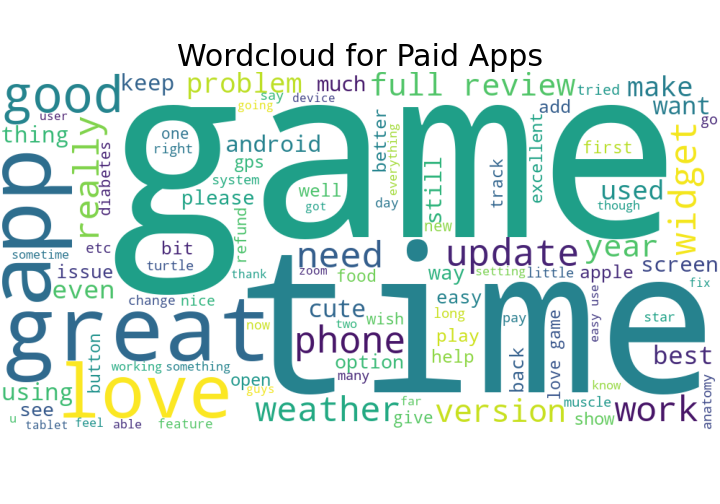 Wordcloud for Paid Apps
good keep problem much full review tried make
say device going user
thing really one right android gps system better everything add want go
widget first excellent track still day
diabetes please well got used though
app game
refund new
etc bit turtle need update year screen
sometime issue thank zoom food way setting little apple fix
even change nice time
great cute two wish easy long pay easy use star
now phone play love game
button working something option help back best
using love open many know
see guys weather far version muscle work anatomy
u tablet feel able feature give show